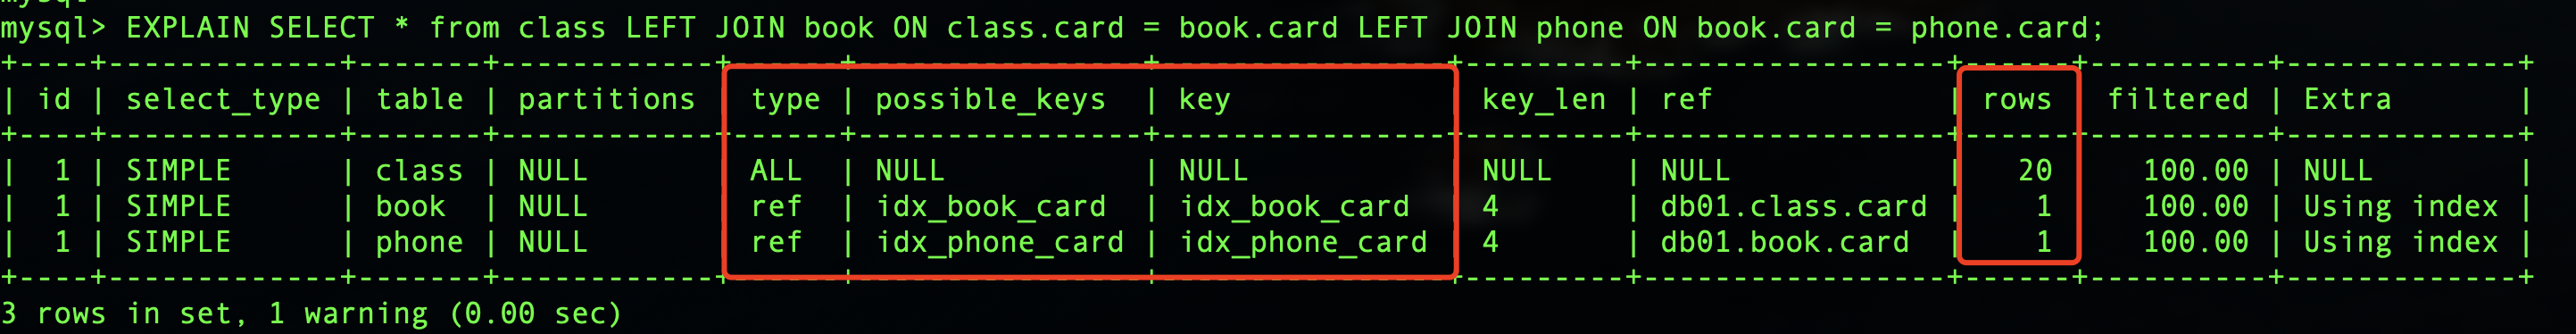 mysql> EXPLAIN SELECT * from class LEFT JOIN book ON class.card = book.card LEFT JOIN phone ON book.card = phone.card;
+----+-------------+-------+------------+------+----------------+----------------+---------+-----------------+------+----------+-------------+
| id | select_type | table | partitions | type | possible_keys | key | key_len | ref | rows | filtered | Extra |
+----+-------------+-------+------------+------+----------------+----------------+---------+-----------------+------+----------+-------------+
| 1 | SIMPLE | class | NULL | ALL | NULL | NULL | NULL | NULL | 20 | 100.00 | NULL |
| 1 | SIMPLE | book | NULL | ref | idx_book_card | idx_book_card | 4 | db01.class.card | 1 | 100.00 | Using index |
| 1 | SIMPLE | phone | NULL | ref | idx_phone_card | idx_phone_card | 4 | db01.book.card | 1 | 100.00 | Using index |
+----+-------------+-------+------------+------+----------------+----------------+---------+-----------------+------+----------+-------------+
3 rows in set, 1 warning (0.00 sec)